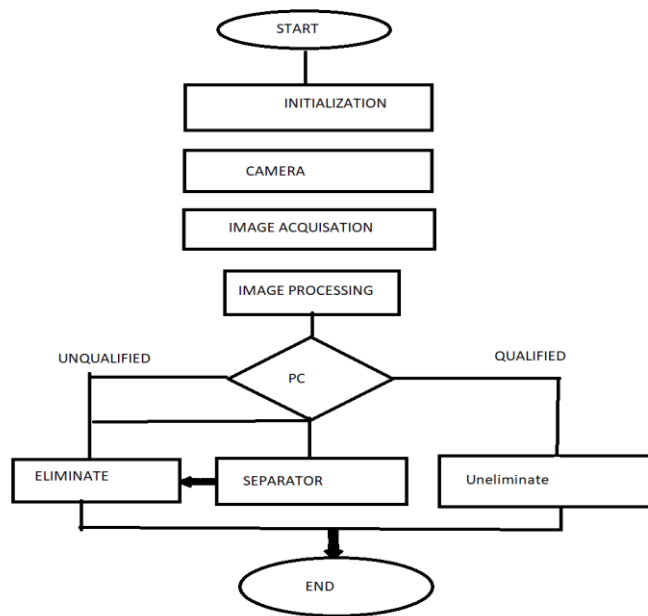 START
INITIALIZATION
CAMERA
IMAGE ACQUISATION
IMAGE PROCESSING
UNQUALIFIED
QUALIFIED
PC
ELIMINATE
SEPARATOR
Uneliminate
END